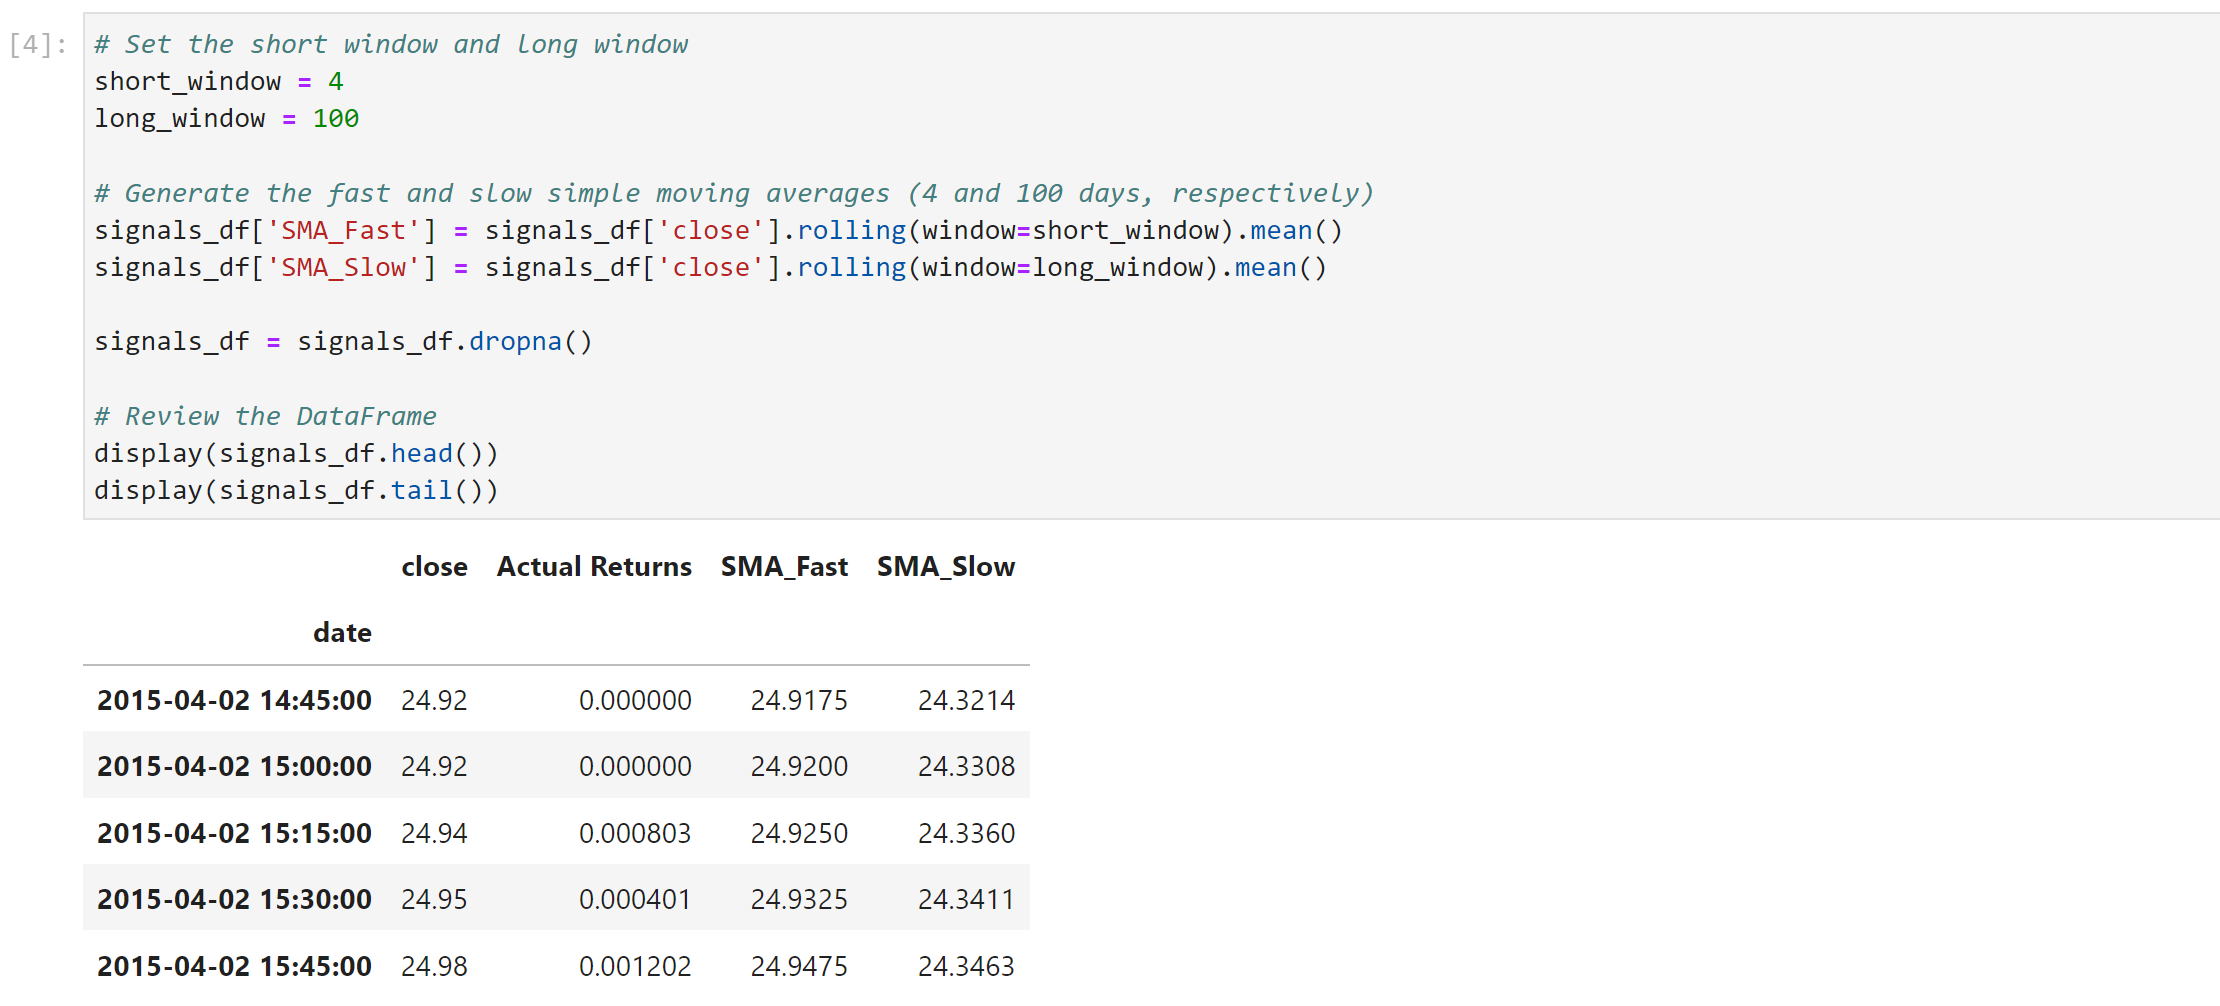 [4]:
# Set the short window and long window
short_window = 4
long_window = 100
# Generate the fast and slow simple moving averages (4 and 100 days, respectively)
signals_df['SMA_Fast'] = signals_df['close'].rolling(window=short_window).mean()
signals_df['SMA_Slow'] = signals_df['close'].rolling(window=long_window).mean()
signals_df = signals_df.dropna()
# Review the DataFrame
display(signals_df.head())
display(signals_df.tail())
close Actual Returns SMA_Fast SMA_Slow
date
2015-04-02 14:45:00 24.92 0.000000 24.9175 24.3214
2015-04-02 15:00:00 24.92 0.000000 24.9200 24.3308
2015-04-02 15:15:00 24.94 0.000803 24.9250 24.3360
2015-04-02 15:30:00 24.95 0.000401 24.9325 24.3411
2015-04-02 15:45:00 24.98 0.001202 24.9475 24.3463